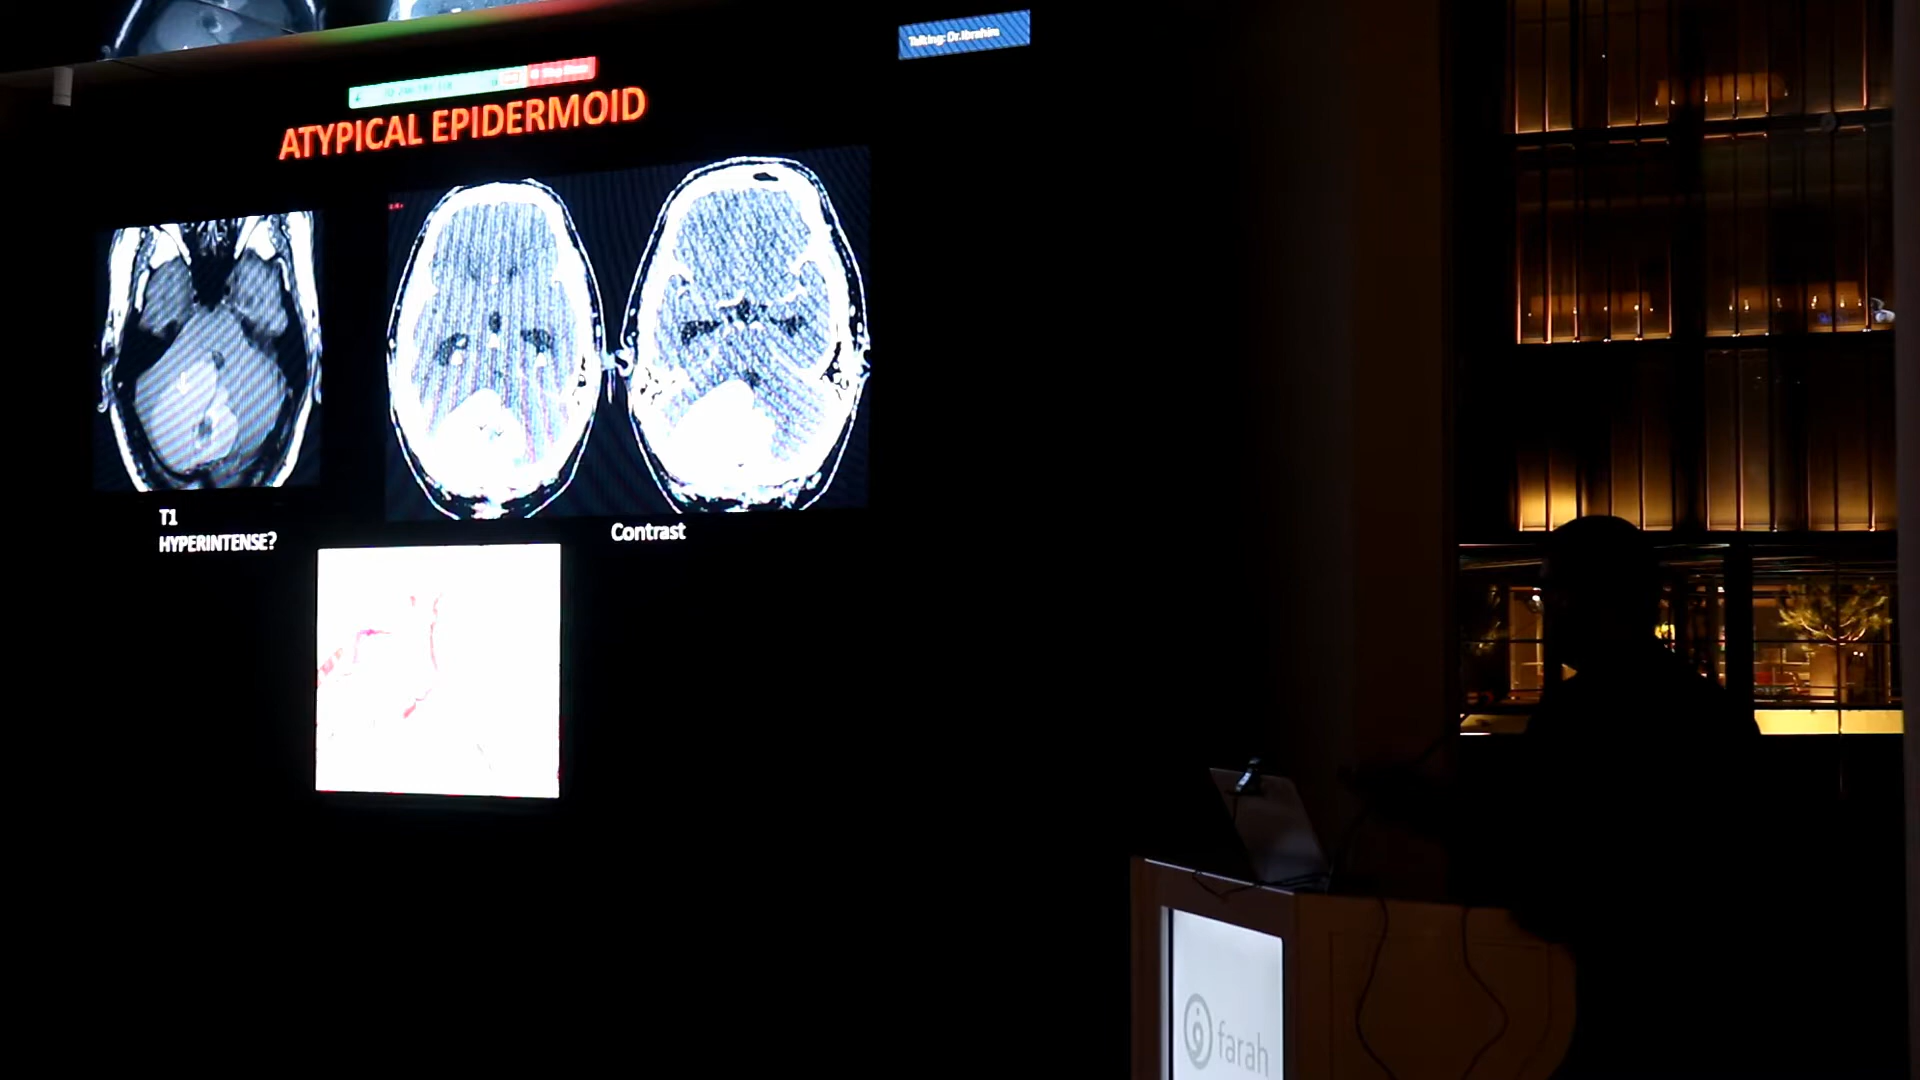 Talking: Dr.Ibrahim
ATYPICAL EPIDERMOID
T1
HYPERINTENSE?
Contrast
farah